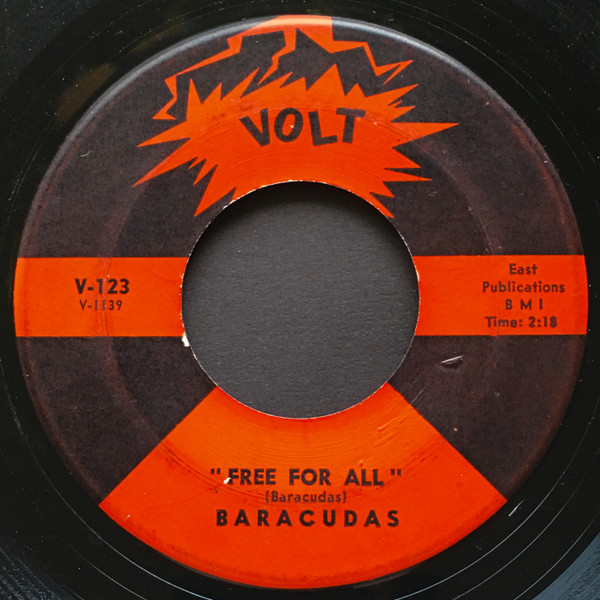 VOLT
V-123
V-1139
East
Publications
B M I
Time: 2:18
"FREE FOR ALL"
(Baracudas)
BARACUDAS